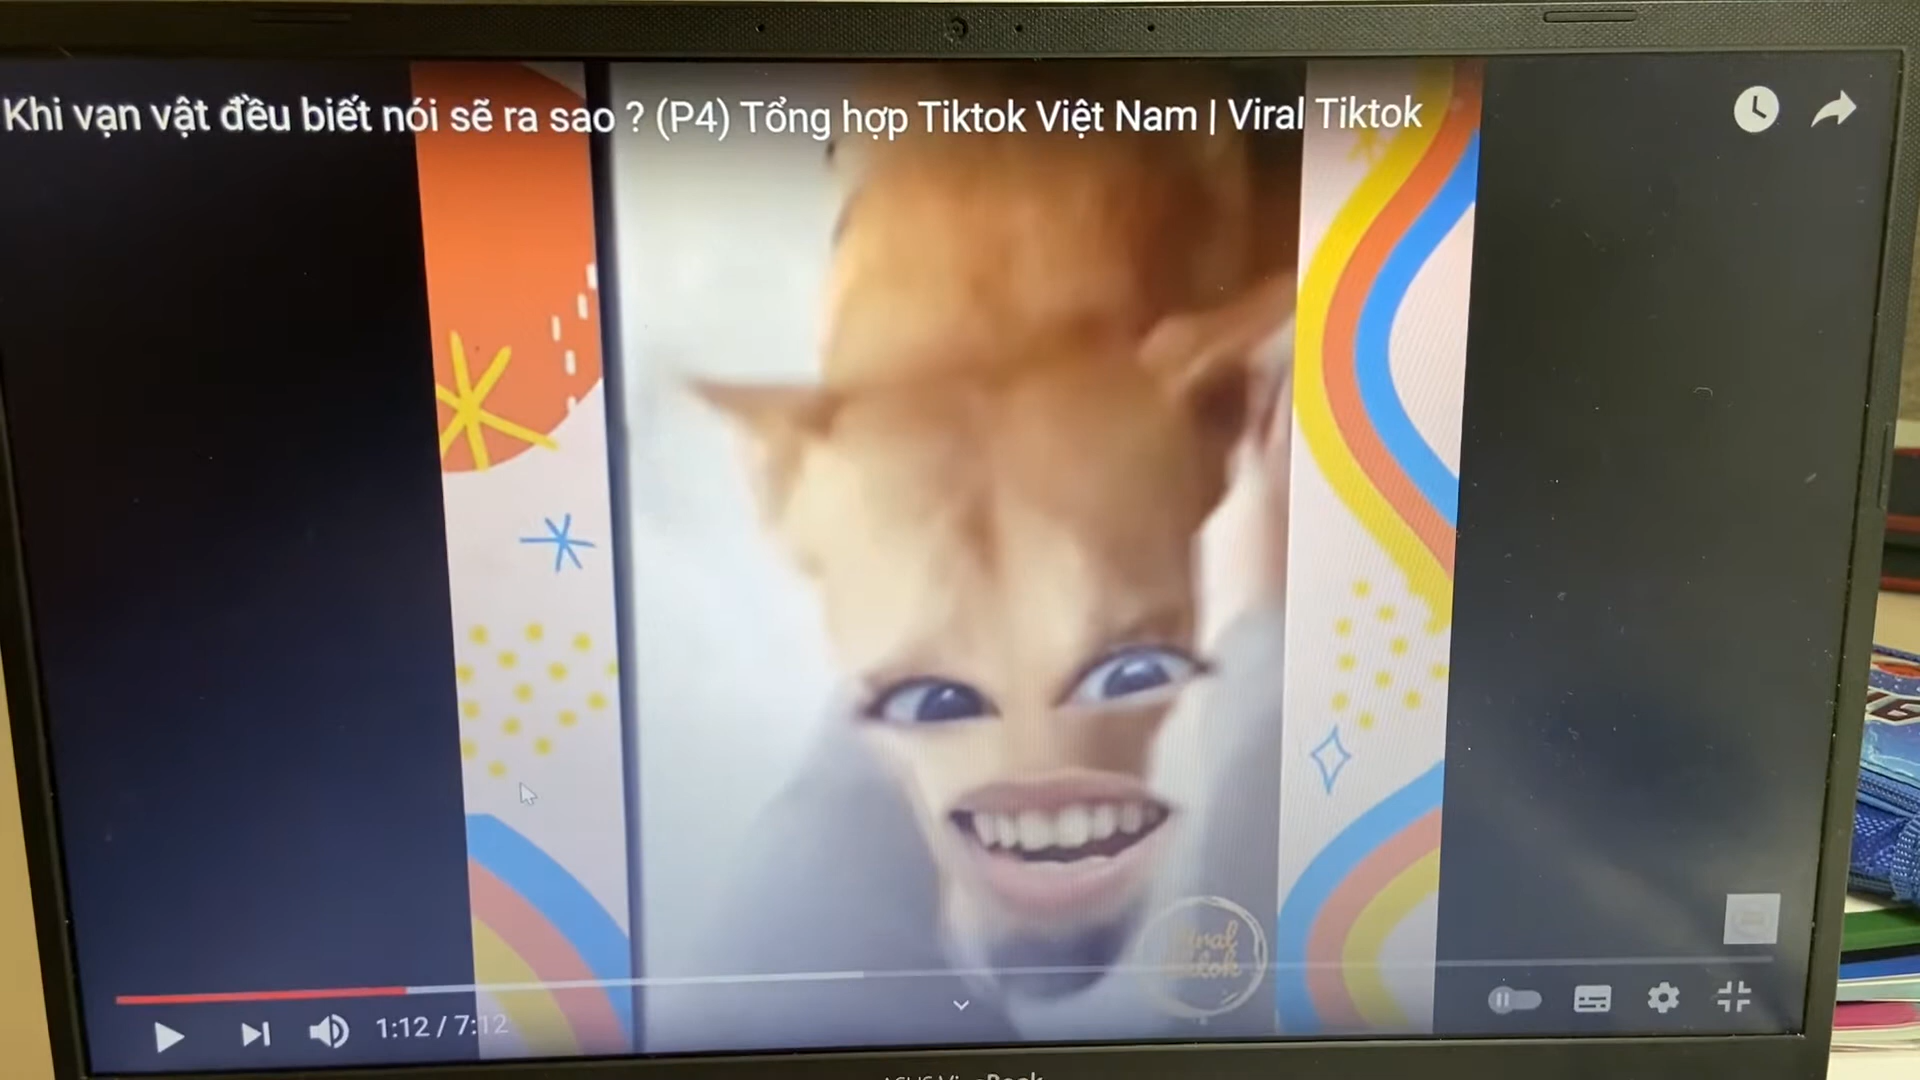 Khi vạn vật đều biết nói sẽ ra sao ? (P4) Tổng hợp Tiktok Việt Nam | Viral Tiktok
1:12 / 7:12